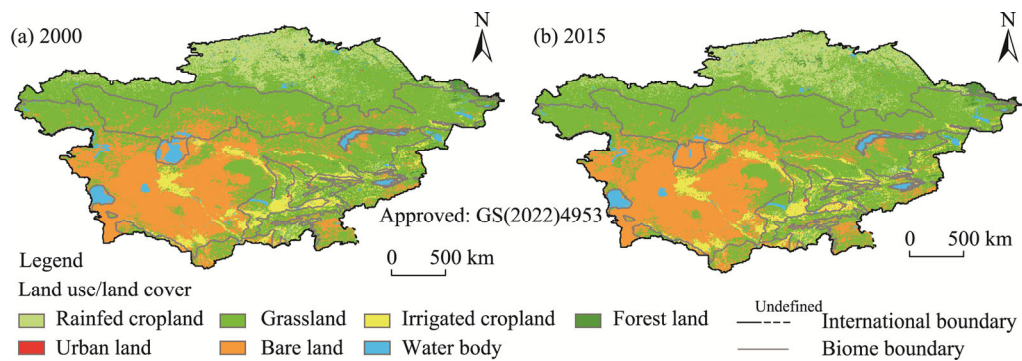 (a) 2000
N
(b) 2015
N
Approved: GS(2022)4953
0 500 km
0 500 km
Legend
Land use/land cover
Rainfed cropland Grassland Irrigated cropland Forest land
Urban land Bare land Water body
Undefined
International boundary
Biome boundary